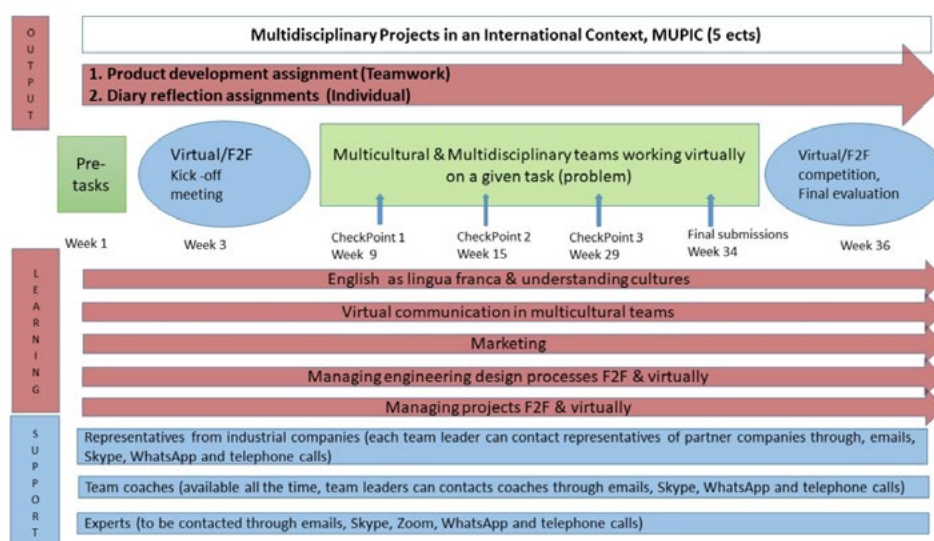 OUTPUT
Multidisciplinary Projects in an International Context, MUPIC (5 ects)
1. Product development assignment (Teamwork)
2. Diary reflection assignments (Individual)
Pre-
tasks
Virtual/F2F
Kick -off
meeting
Multicultural & Multidisciplinary teams working virtually
on a given task (problem)
Virtual/F2F
competition,
Final evaluation
Week 1
Week 3
CheckPoint 1
Week 9
CheckPoint 2
Week 15
CheckPoint 3
Week 29
Final submissions
Week 34
Week 36
LEARNING
English as lingua franca & understanding cultures
Virtual communication in multicultural teams
Marketing
Managing engineering design processes F2F & virtually
Managing projects F2F & virtually
SUPPORT
Representatives from industrial companies (each team leader can contact representatives of partner companies through, emails,
Skype, WhatsApp and telephone calls)
Team coaches (available all the time, team leaders can contacts coaches through emails, Skype, WhatsApp and telephone calls)
Experts (to be contacted through emails, Skype, Zoom, WhatsApp and telephone calls)